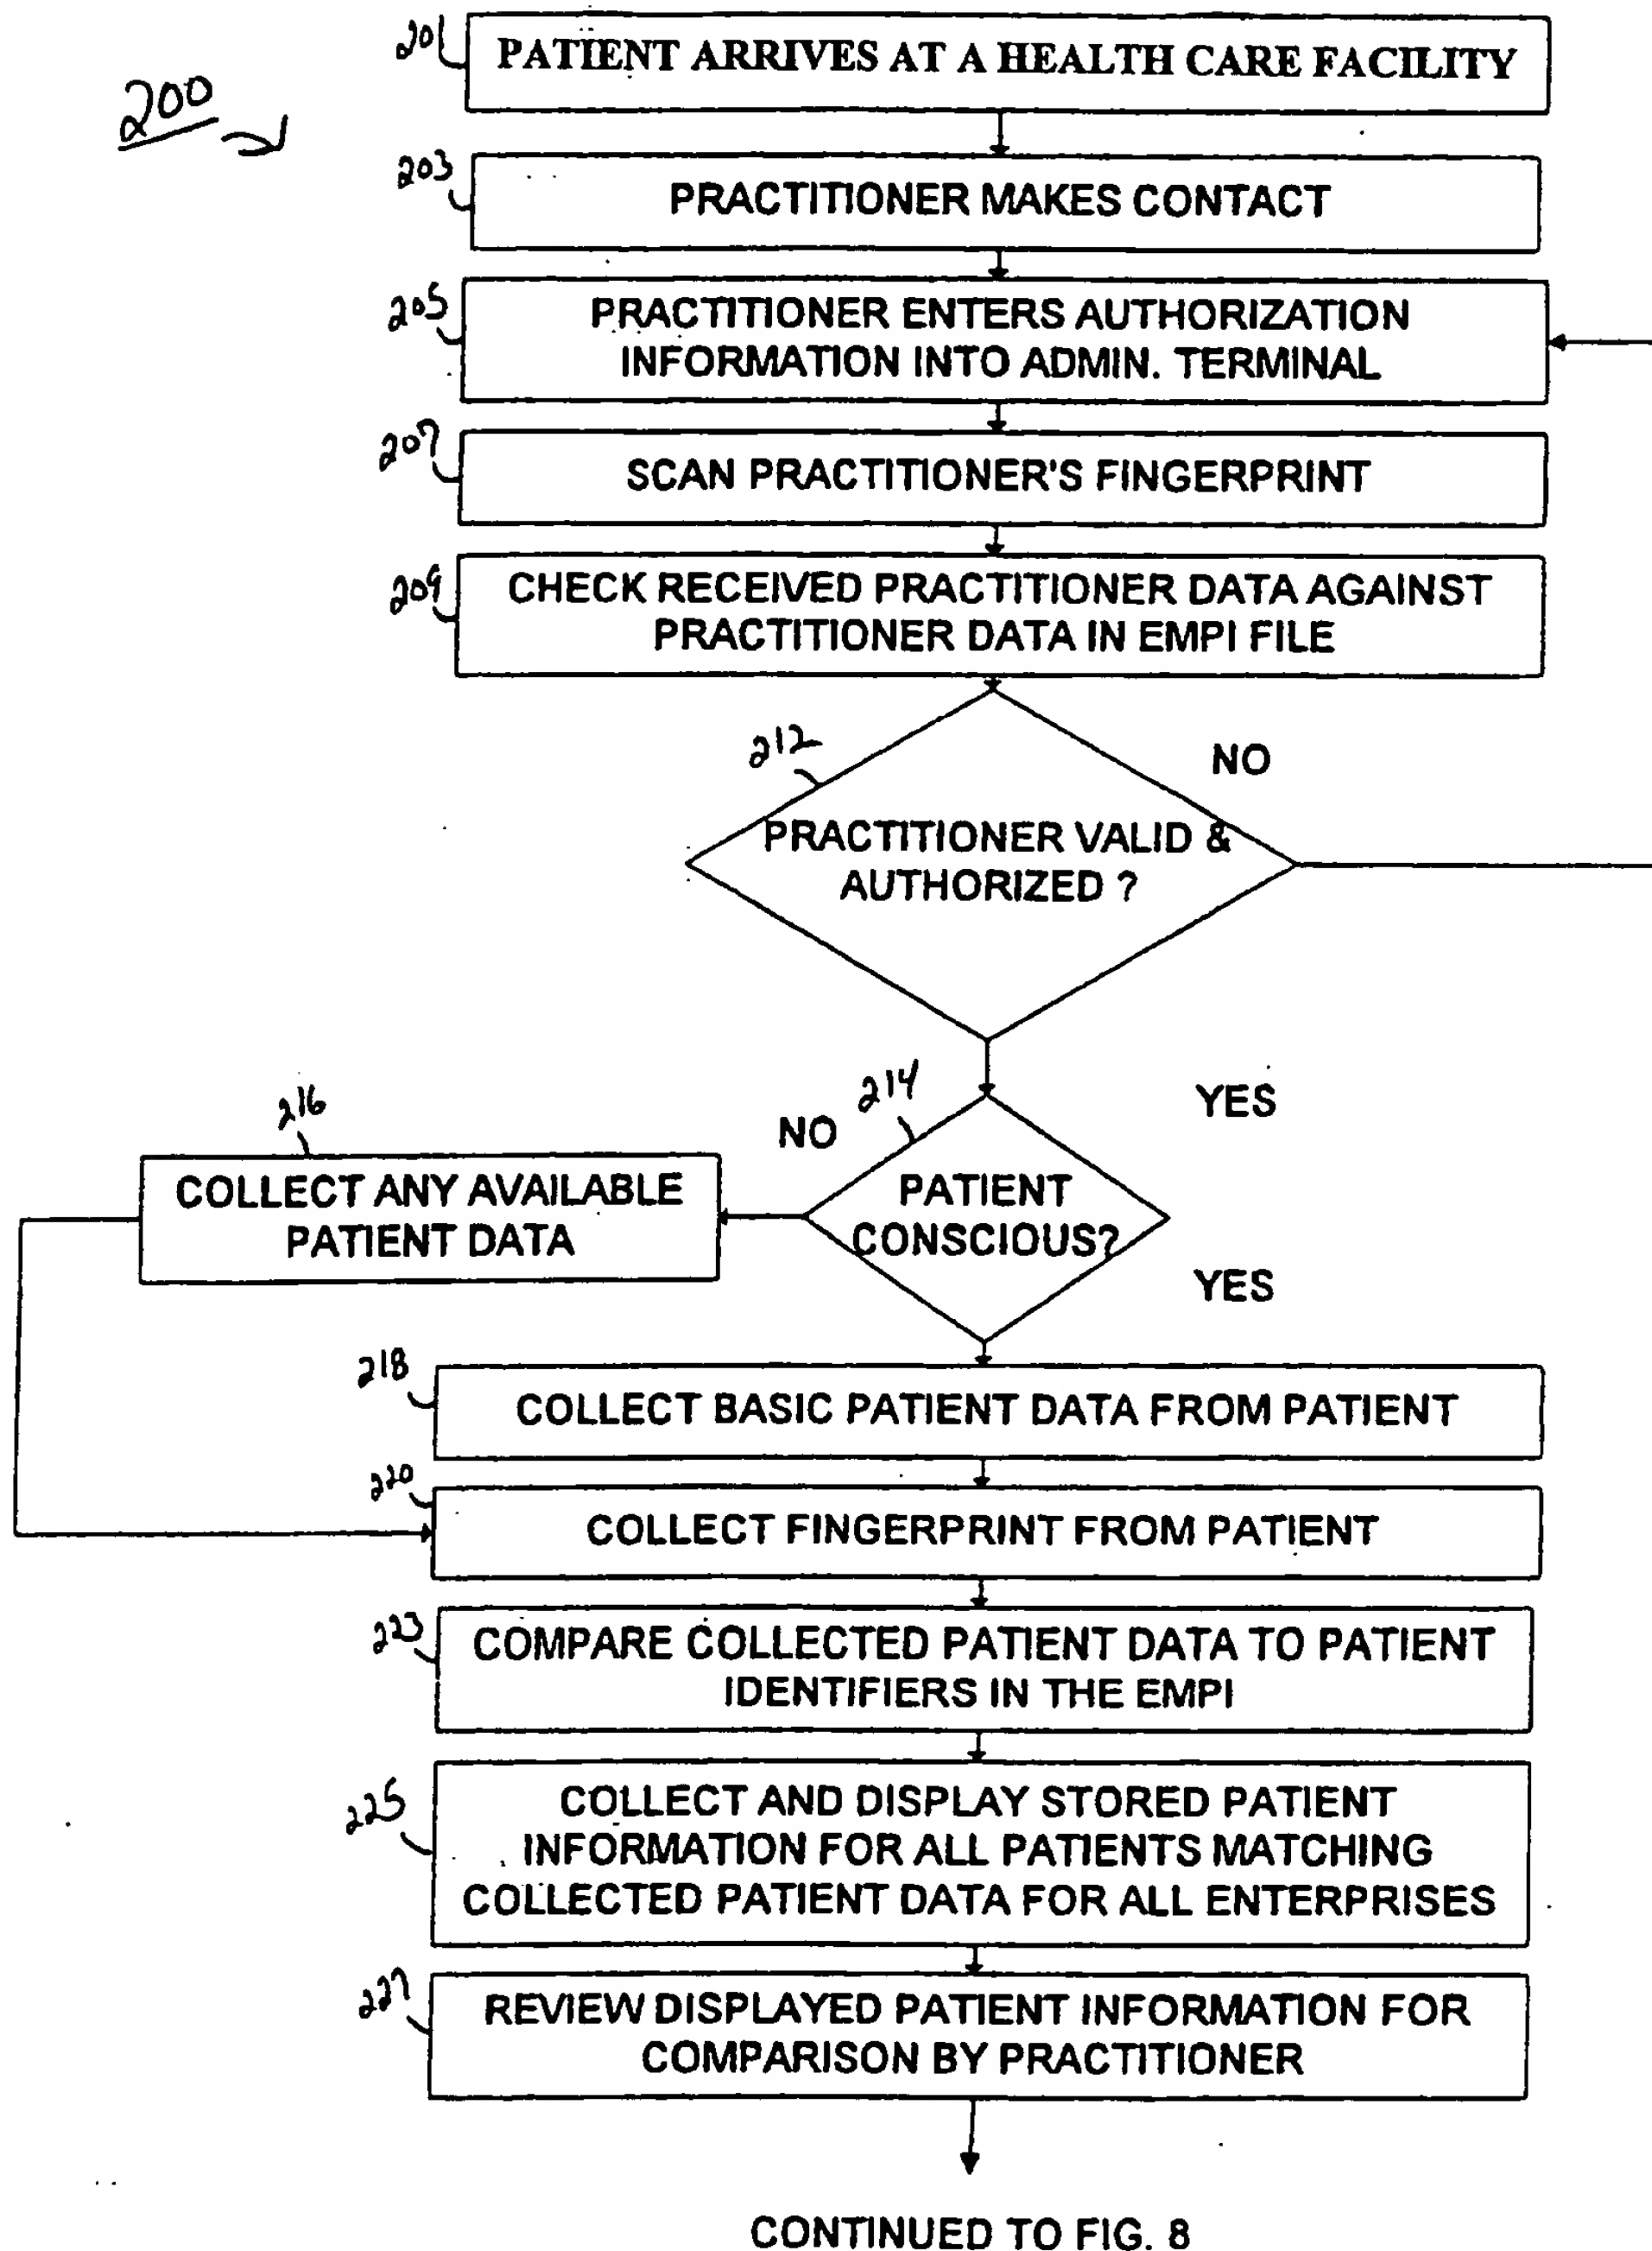 200
201
PATIENT ARRIVES AT A HEALTH CARE FACILITY
203
PRACTITIONER MAKES CONTACT
205
PRACTITIONER ENTERS AUTHORIZATION
INFORMATION INTO ADMIN. TERMINAL
207
SCAN PRACTITIONER'S FINGERPRINT
209
CHECK RECEIVED PRACTITIONER DATA AGAINST
PRACTITIONER DATA IN EMPI FILE
212
NO
PRACTITIONER VALID &
AUTHORIZED ?
YES
214
NO
PATIENT
CONSCIOUS?
216
COLLECT ANY AVAILABLE
PATIENT DATA
YES
218
COLLECT BASIC PATIENT DATA FROM PATIENT
220
COLLECT FINGERPRINT FROM PATIENT
223
COMPARE COLLECTED PATIENT DATA TO PATIENT
IDENTIFIERS IN THE EMPI
225
COLLECT AND DISPLAY STORED PATIENT
INFORMATION FOR ALL PATIENTS MATCHING
COLLECTED PATIENT DATA FOR ALL ENTERPRISES
227
REVIEW DISPLAYED PATIENT INFORMATION FOR
COMPARISON BY PRACTITIONER
CONTINUED TO FIG. 8